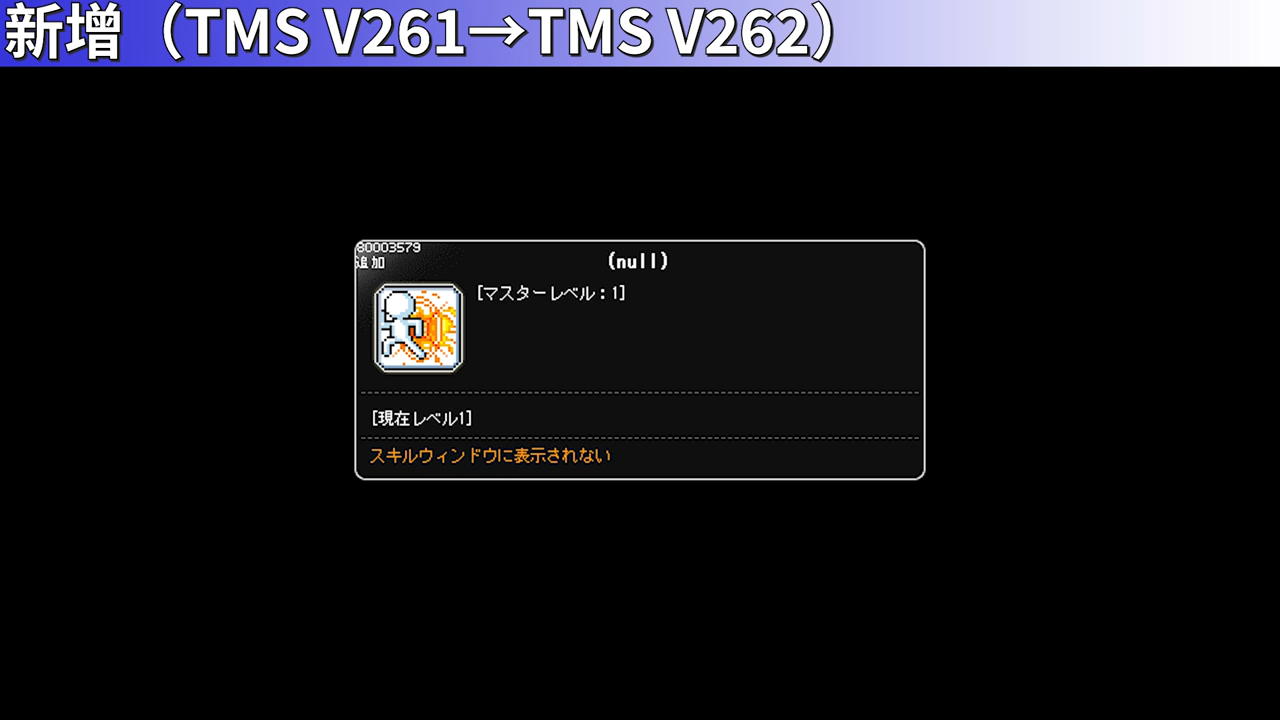 新増（TMS V261→TMS V262）
80003579
追加
(null)
[マスターレベル：1]
[現在レベル1]
スキルウィンドウに表示されない